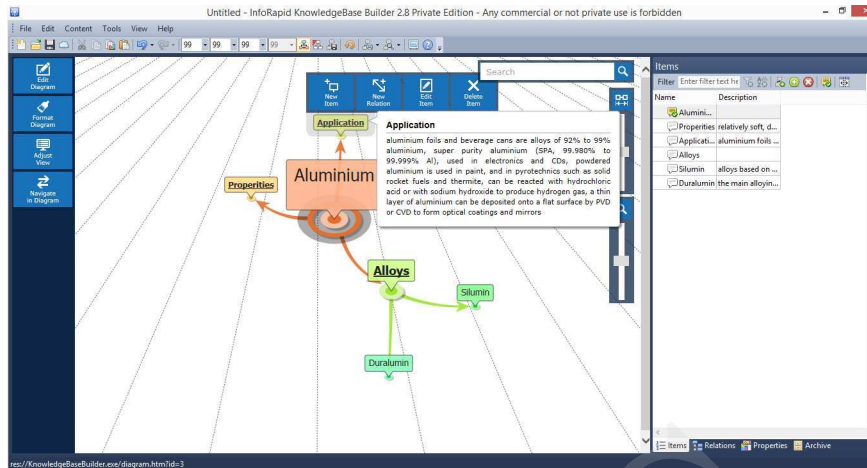 Untitled - InfoRapid KnowledgeBase Builder 2.8 Private Edition - Any commercial or not private use is forbidden
File Edit Content Tools View Help
99 99 99 99
Edit
Diagram
Format
Diagram
Adjust
View
Navigate
in Diagram
Search
New
Item
New
Relation
Edit
Item
Delete
Item
Application
Application
aluminium foils and beverage cans are alloys of 92% to 99%
aluminium, super purity aluminium (SPA, 99.980% to
99.999% Al), used in electronics and CDs, powdered
aluminium is used in paint, and in pyrotechnics such as solid
rocket fuels and thermite, can be reacted with hydrochloric
acid or with sodium hydroxide to produce hydrogen gas, a thin
layer of aluminium can be deposited onto a flat surface by PVD
or CVD to form optical coatings and mirrors
Aluminium
Properities
Alloys
Silumin
Duralumin
Items
Filter Enter filter text he
Name Description
Alumini...
Properities relatively soft, d...
Applicati... aluminium foils ...
Alloys
Silumin alloys based on ...
Duralumin the main alloyin...
Items Relations Properties Archive
res://KnowledgeBaseBuilder.exe/diagram.htm?id=3